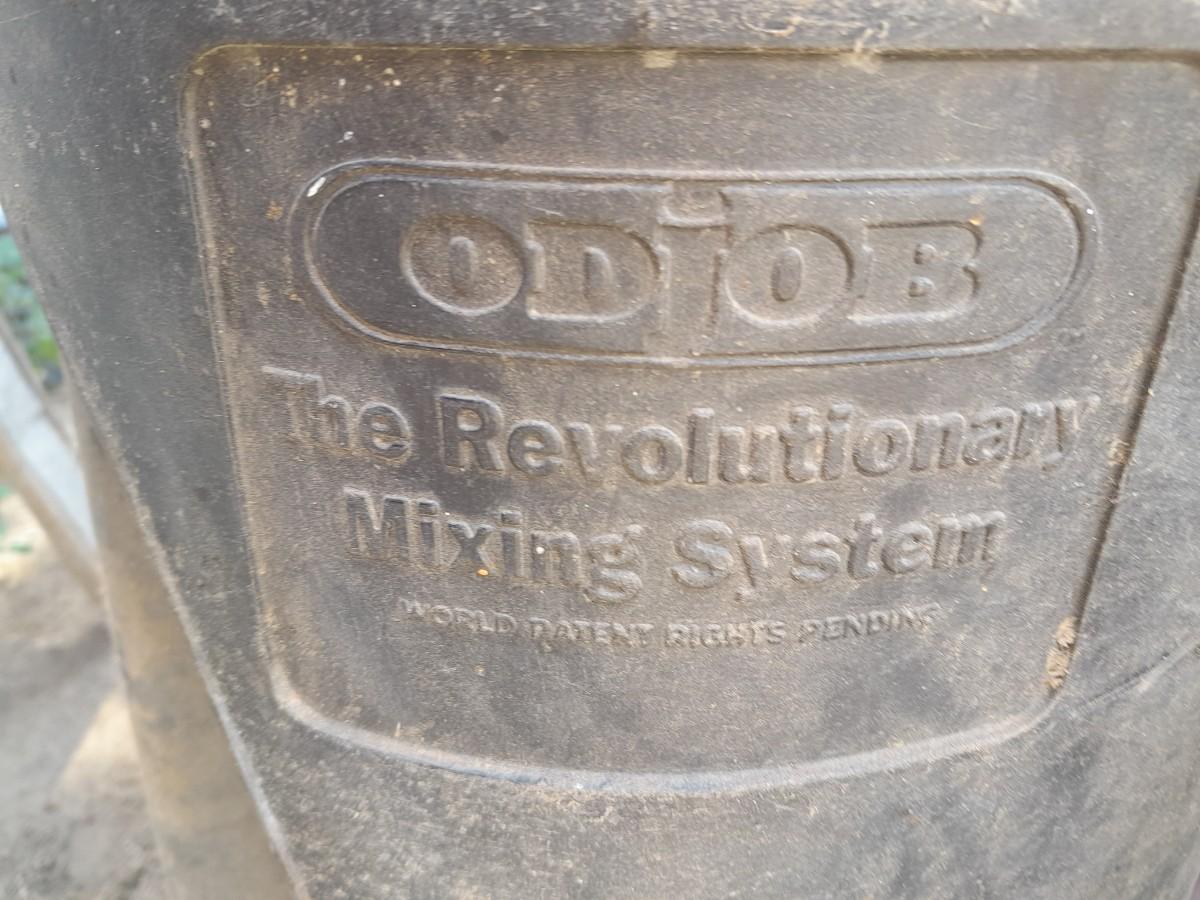 ODjOB
The Revolutionary
Mixing System
WORLD PATENT RIGHTS PENDING